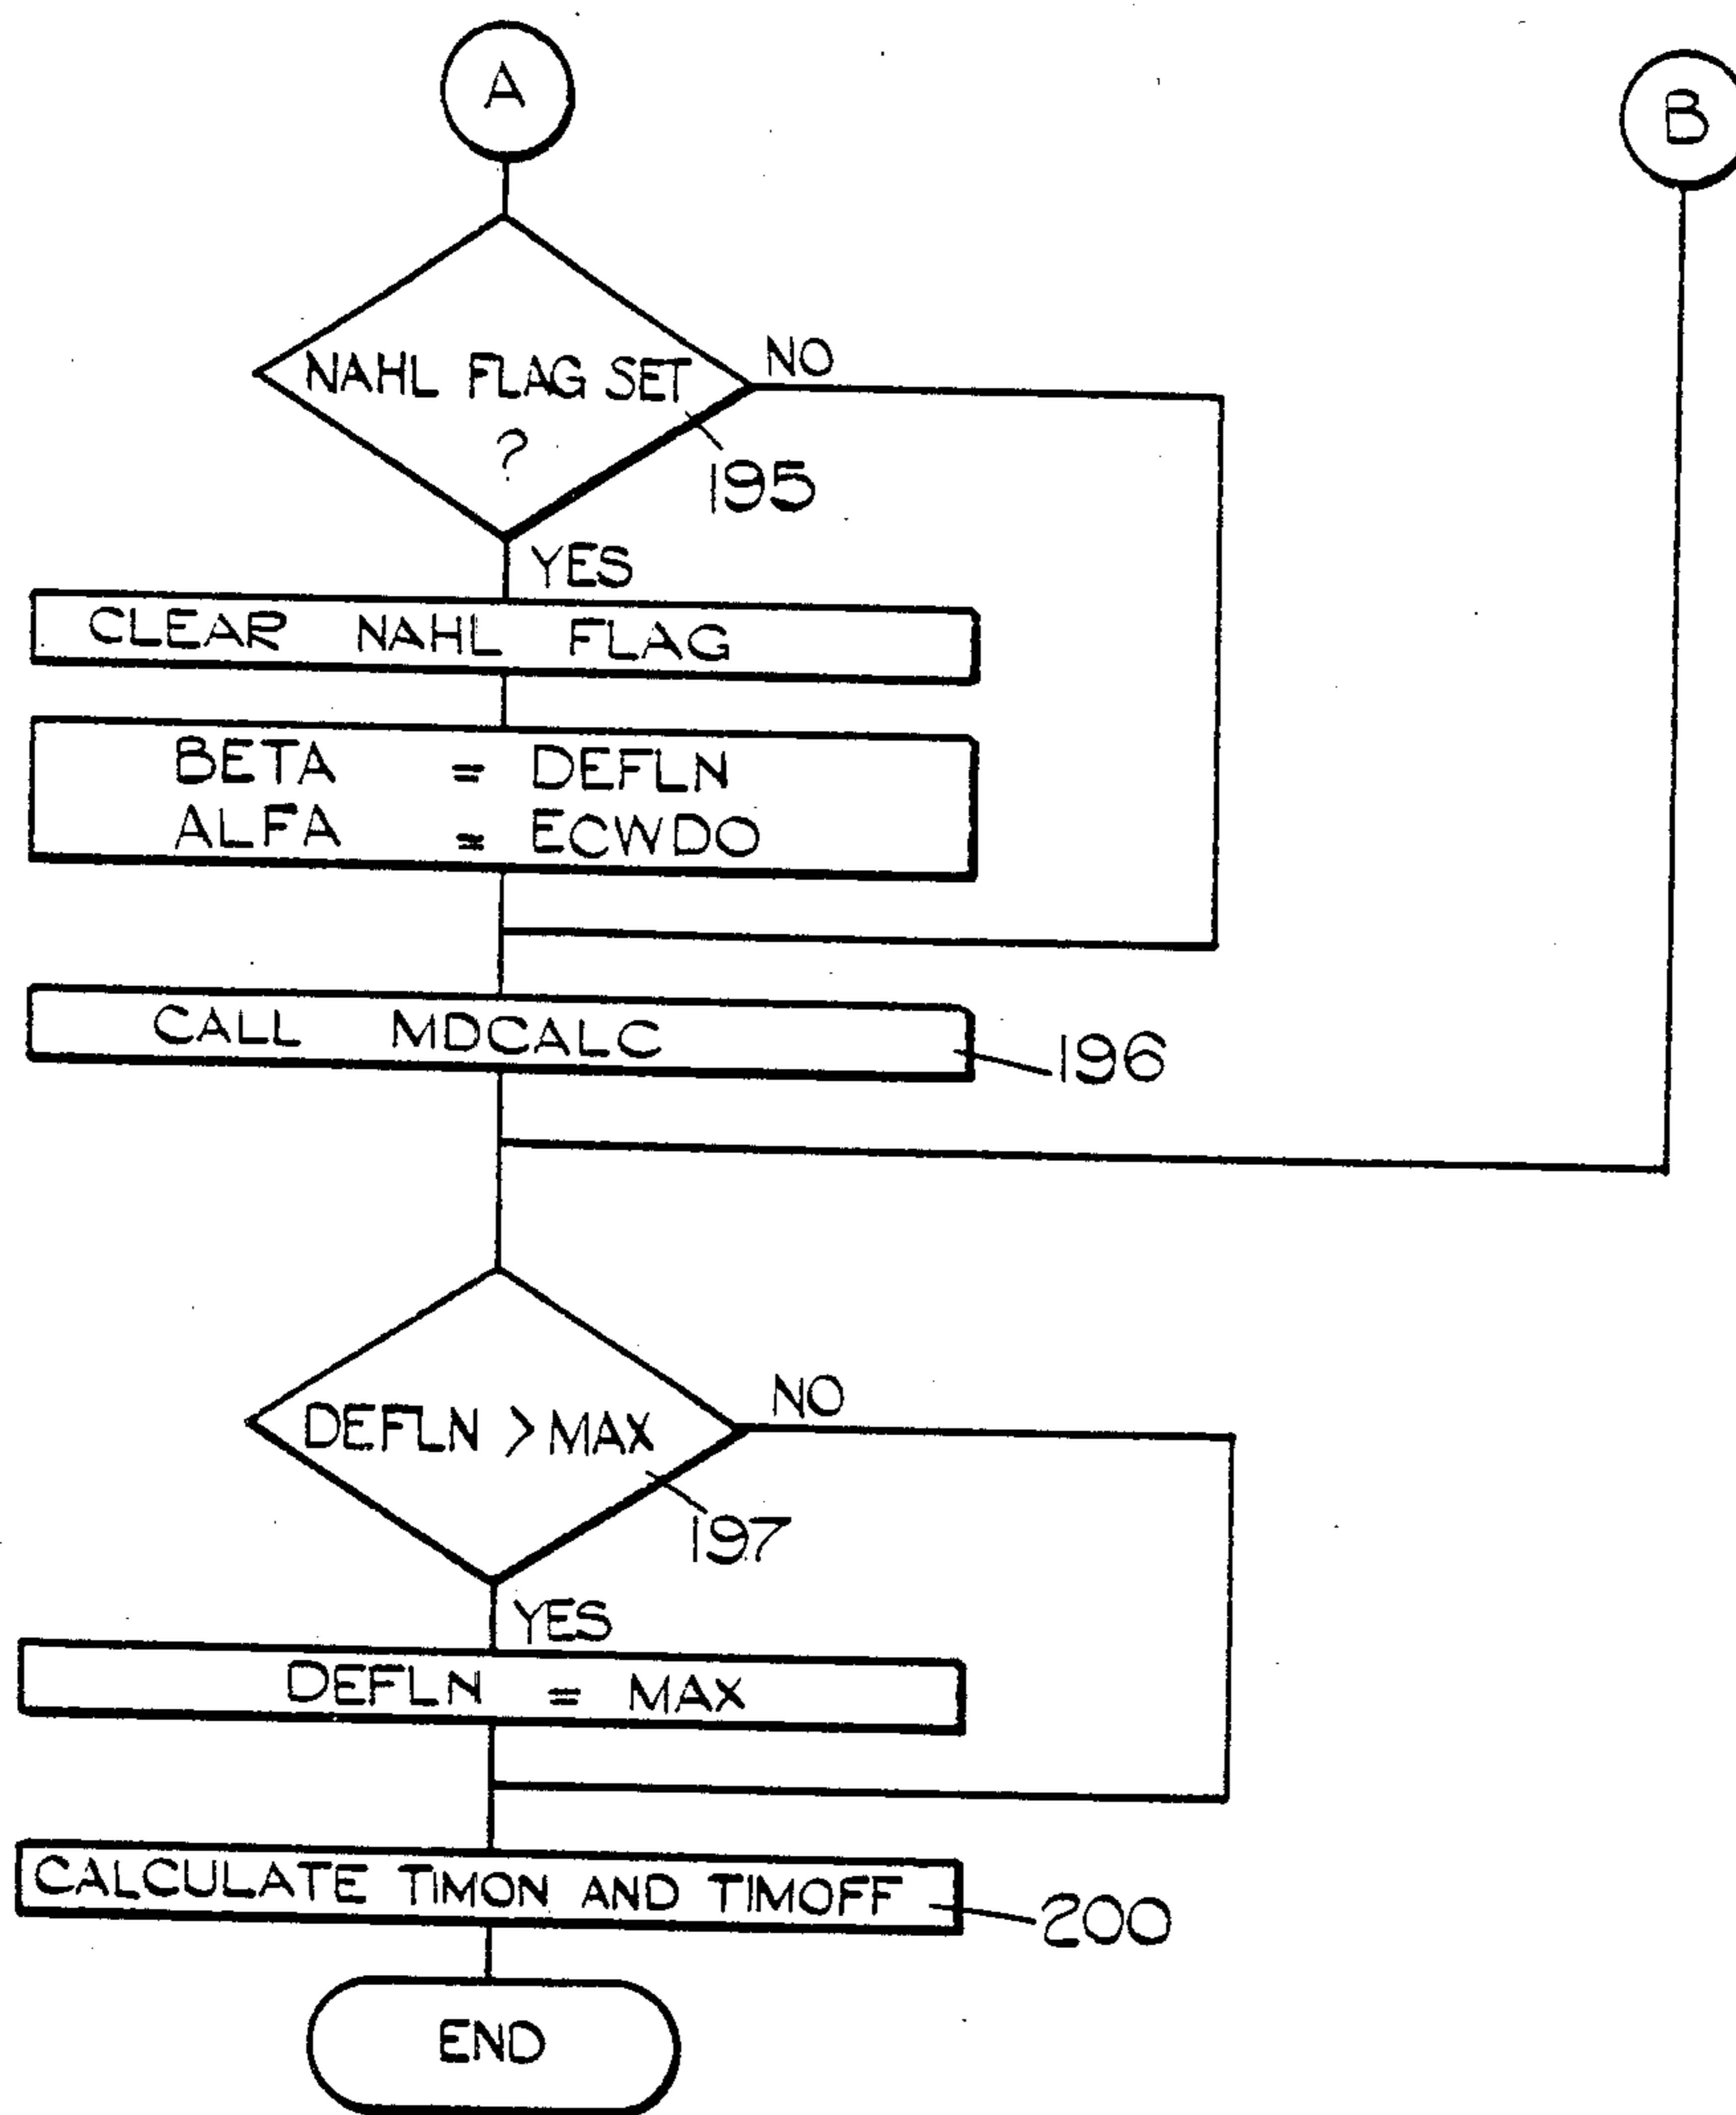 A
B
NAHL FLAG SET
?
NO
195
YES
CLEAR NAHL FLAG
BETA = DEFLN
ALFA = ECWDO
CALL MDCALC
196
DEFLN > MAX
NO
197
YES
DEFLN = MAX
CALCULATE TIMON AND TIMOFF
200
END